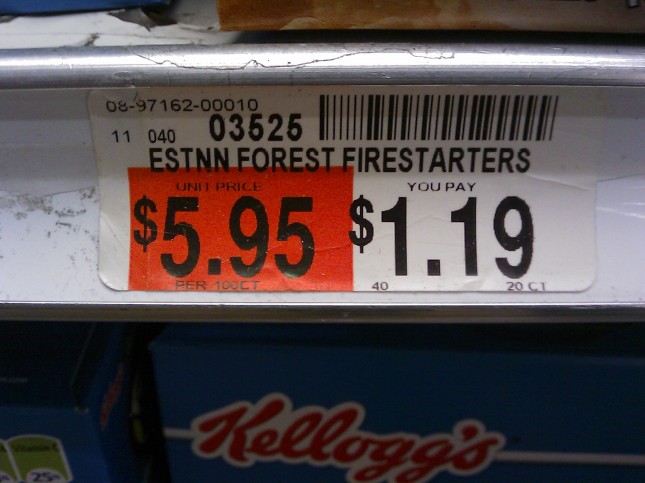 08-97162-00010
11 040 03525
ESTNN FOREST FIRESTARTERS
UNIT PRICE YOU PAY
$5.95 $1.19
PER 100CT 40 20 CT
Kellogg's
25%